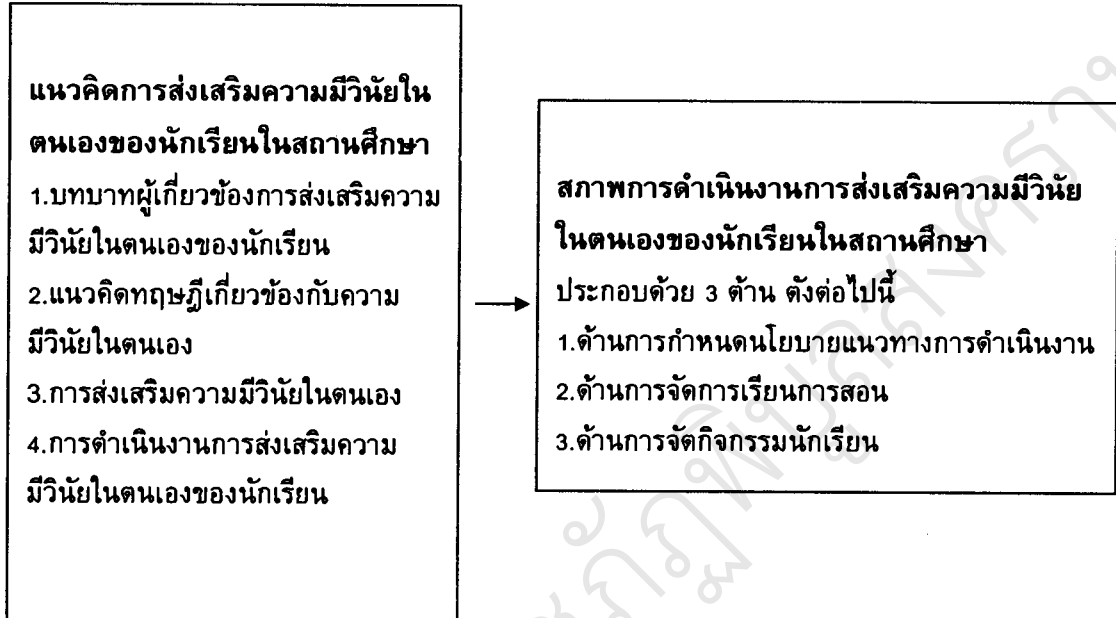 แนวคิดการส่งเสริมความมีวินัยใน
ตนเองของนักเรียนในสถานศึกษา
1.บทบาทผู้เกี่ยวข้องการส่งเสริมความ
มีวินัยในตนเองของนักเรียน
2.แนวคิดทฤษฎีเกี่ยวข้องกับความ
มีวินัยในตนเอง
3.การส่งเสริมความมีวินัยในตนเอง
4.การดำเนินงานการส่งเสริมความ
มีวินัยในตนเองของนักเรียน
สภาพการดำเนินงานการส่งเสริมความมีวินัย
ในตนเองของนักเรียนในสถานศึกษา
ประกอบด้วย 3 ด้าน ดังต่อไปนี้
1.ด้านการกำหนดนโยบายแนวทางการดำเนินงาน
2.ด้านการจัดการเรียนการสอน
3.ด้านการจัดกิจกรรมนักเรียน